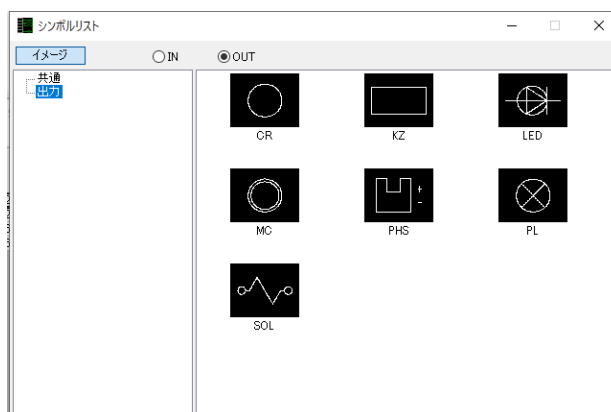 シンボルリスト
イメージ IN OUT
共通
出力
CR KZ LED
MC PHS PL
SOL